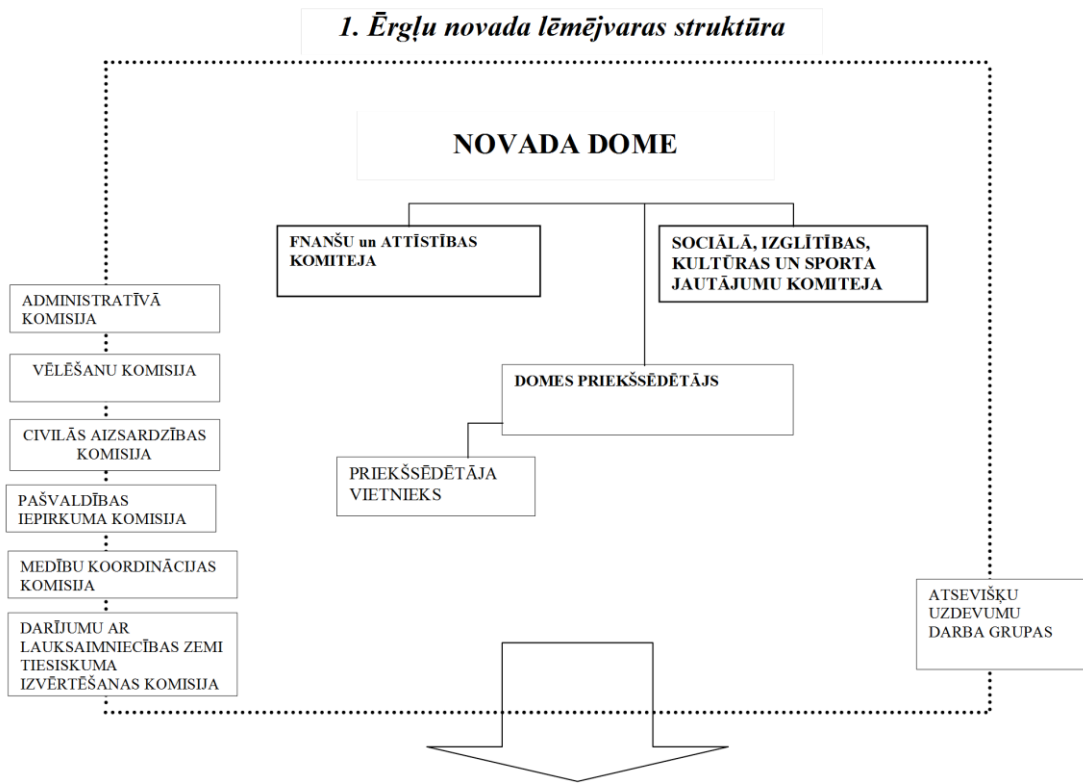 1. Ērgļu novada lēmējvaras struktūra
NOVADA DOME
FNANŠU un ATTĪSTĪBAS
KOMITEJA
SOCIĀLĀ, IZGLĪTĪBAS,
KULTŪRAS UN SPORTA
JAUTĀJUMU KOMITEJA
ADMINISTRATĪVĀ
KOMISIJA
VĒLĒŠANU KOMISIJA
CIVILĀS AIZSARDZĪBAS
KOMISIJA
PAŠVALDĪBAS
IEPIRKUMA KOMISIJA
MEDĪBU KOORDINĀCIJAS
KOMISIJA
DARĪJUMU AR
LAUKSAIMNIECĪBAS ZEMI
TIESISKUMA
IZVĒRTĒŠANAS KOMISIJA
DOMES PRIEKŠSĒDĒTĀJS
PRIEKŠSĒDĒTĀJA
VIETNIEKS
ATSEVIŠĶU
UZDEVUMU
DARBA GRUPAS